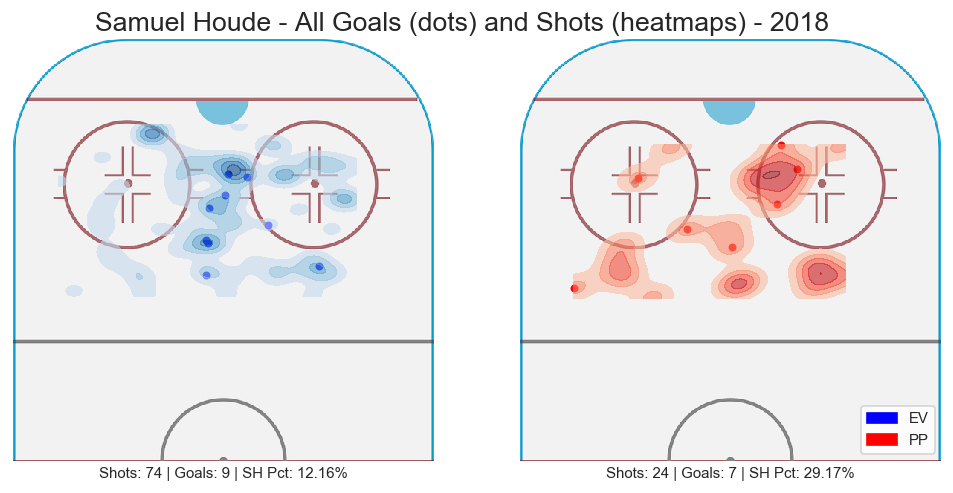 Samuel Houde - All Goals (dots) and Shots (heatmaps) - 2018
EV
PP
Shots: 74 | Goals: 9 | SH Pct: 12.16%
Shots: 24 | Goals: 7 | SH Pct: 29.17%